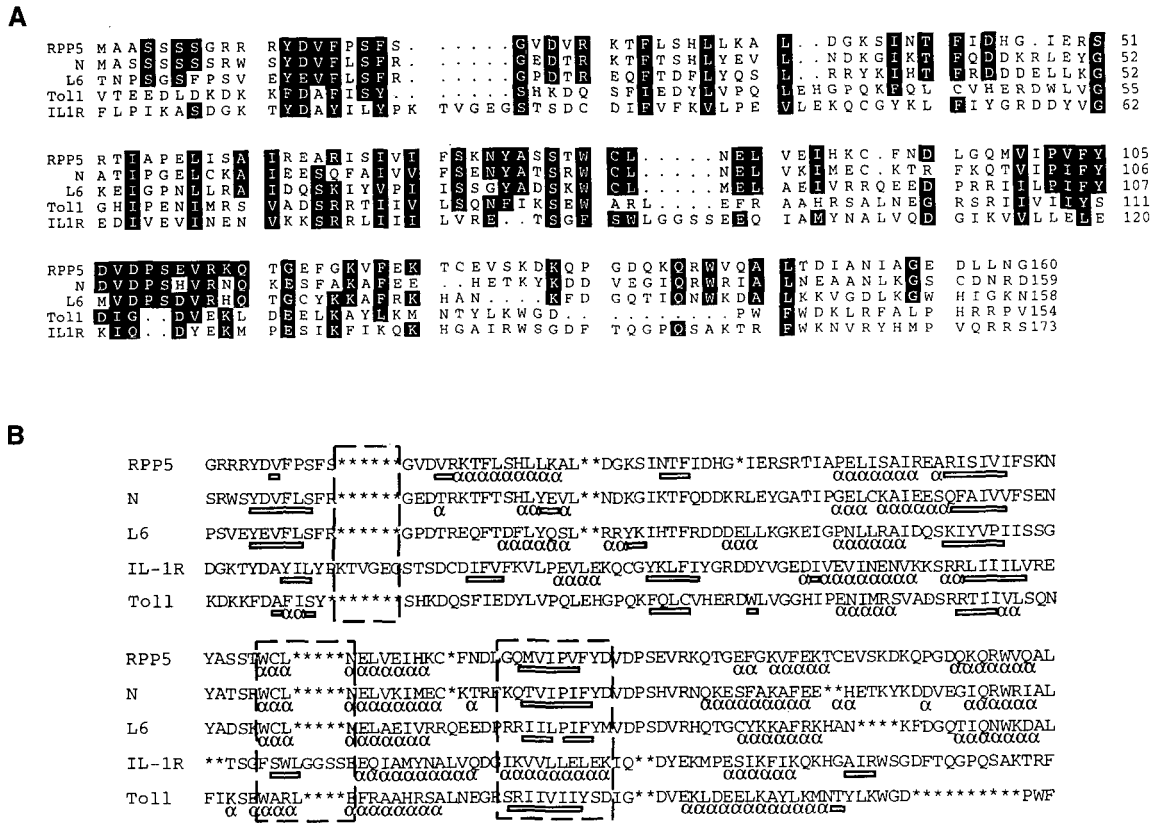 A
RPP5 MAASSSSGRR RYDVFPSFS. .....GVDVR KTFLSHLLKA L..DGKSINT FIDHG.IERS 51
N MASSSSSSRW SYDVFLSFR. .....GEDTR KTFTSHLYEV L..NDKGIKT FQDDKRLEYG 52
L6 TNPSGSFPSV EYEVFLSFR. .....GPDTR EQFTDFLYQS L..RRYKIHT FRDDDELLKG 52
Toll VTEEDLDKDK KFDAFISY.. .....SHKDQ SFIEDYLVPQ LEHGPQKFQL CVHERDWLVG 55
IL1R FLPIKASDGK TYDAYILYPK TVGEGSTSDC DIFVFKVLPE VLEKQCGYKL FIYGRDDYVG 62
RPP5 RTIAPELISA IREARISIVI FSKNYASSTW CL.....NEL VEIHKC.FND LGQMVIPVFY 105
N ATIPGELCKA IEESQFAIVV FSENYATSRW CL.....NEL VKIMEC.KTR FKQTVIPIFY 106
L6 KEIGPNLLRA IDQSKIYVPI ISSGYADSKW CL.....MEL AEIVRRQEED PRRIILPIFY 107
Toll GHIPENIMRS VADSRRTIIV LSQNFIKSEW ARL....EFR AAHRSALNEG RSRIIVIIYS 111
IL1R EDIVEVINEN VKKSRRLIII LVRE..TSGF SWLGGSSEEQ IAMYNALVQD GIKVVLLELE 120
RPP5 DVDPSEVRKQ TGEFGKVFEK TCEVSKDKQP GDQKQRWVQA LTDIANIAGE DLLNG160
N DVDPSHVRNQ KESFAKAFEE ..HETKYKDD VEGIQRWRIA LNEAANLKGS CDNRD159
L6 MVDPSDVRHQ TGCYKKAFRK HAN....KFD GQTIQNWKDA LKKVGDLKGW HIGKN158
Toll DIG..DVEKL DEELKAYLKM NTYLKWGD.. .......PW FWDKLRFALP HRRPV154
IL1R KIQ..DYEKM PESIKFIKQK HGAIRWSGDF TQGPQSAKTR FWKNVRYHMP VQRRS173
B
RPP5 GRRRYDVFPSFS******GVDVRKTFLSHLLKAL**DGKSINTFIDHG*IERSRTIAPELISAIREARISIVIFSKN
N SRWSYDVFLSFR******GEDTRKTFTSHLYEVL**NDKGIKTFQDDKRLEYGATIPGELCKAIEESQFAIVVFSEN
L6 PSVEYEVFLSFR******GPDTREQFTDFLYQSL**RRYKIHTFRDDDELLKGKEIGPNLLRAIDQSKIYVPIISSG
IL-1R DGKTYDAYILYPKTVGEGSTSDCDIFVFKVLPEVLEKQCGYKLFIYGRDDYVGEDIVEVINENVKKSRRLIIILVRE
Toll KDKKFDAFISY*******SHKDQSFIEDYLVPQLEHGPQKFQLCVHERDWLVGGHIPENIMRSVADSRRTIIVLSQN
RPP5 YASSTWCL*****NELVEIHKC*FNDLGQMVIPVFYDVDPSEVRKQTGEFGKVFEKTCEVSKDKQPGDQKQRWVQAL
N YATSRWCL*****NELVKIMEC*KTRFKQTVIPIFYDVDPSHVRNQKESFAKAFEE**HETKYKDDVEGIQRWRIAL
L6 YADSKWCL*****MELAEIVRRQEEDPRRIILPIFYMVDPSDVRHQTGCYKKAFRKHAN****KFDGQTIQNWKDAL
IL-1R **TSGFSWLGGSSEEQIAMYNALVQDGIKVVLLELEKIQ**DYEKMPESIKFIKQKHGAIRWSGDFTQGPQSAKTRF
Toll FIKSEWARL****EFRAAHRSALNEGRSRIIVIIYSDIG**DVEKLDEELKAYLKMNTYLKWGD*********PWF